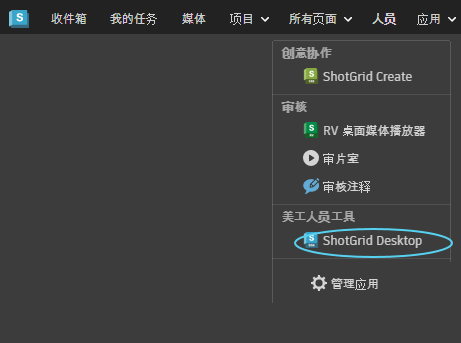 收件箱 我的任务 媒体 项目 所有页面 人员 应用
创意协作
ShotGrid Create
审核
RV 桌面媒体播放器
审片室
审核注释
美工人员工具
ShotGrid Desktop
管理应用